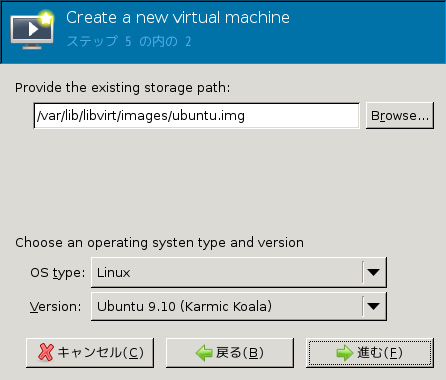 Create a new virtual machine
ステップ 5 の内の 2
Provide the existing storage path:
/var/lib/libvirt/images/ubuntu.img
Browse...
Choose an operating systen type and version
OS type: Linux
Version: Ubuntu 9.10 (Karmic Koala)
キャンセル(C) 戻る(B) 進む(F)